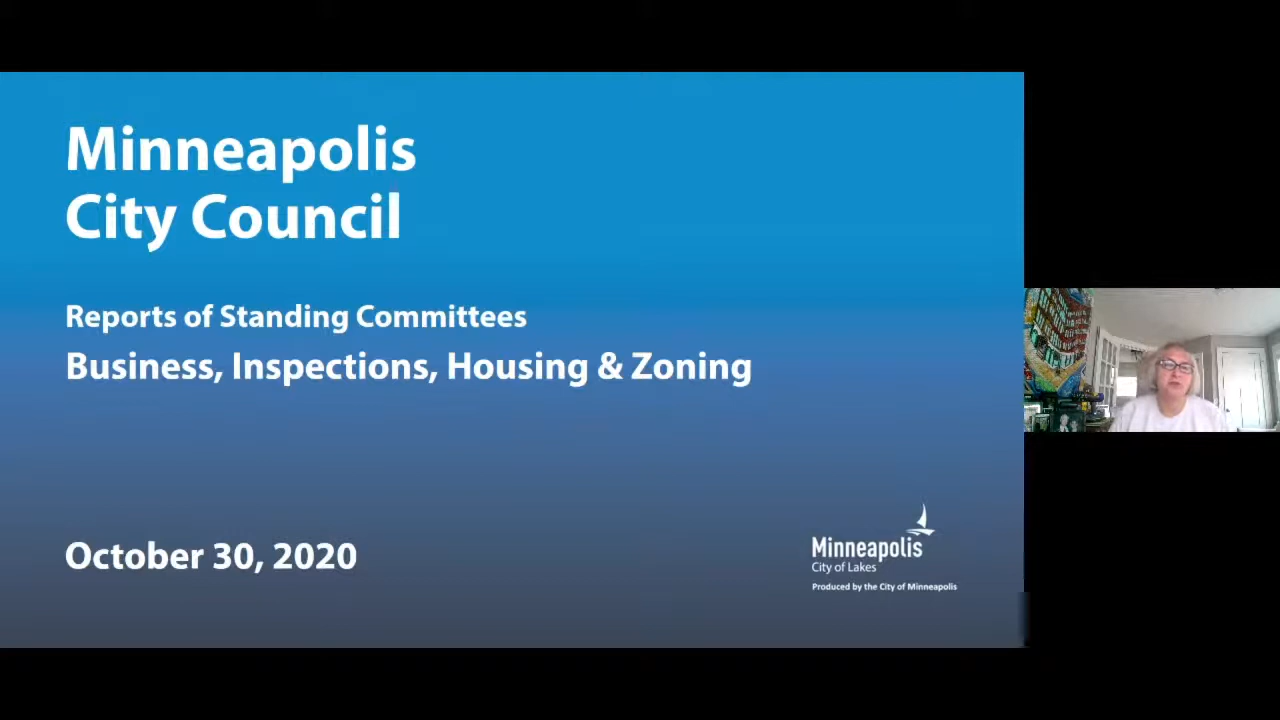 Minneapolis
City Council
Reports of Standing Committees
Business, Inspections, Housing & Zoning
October 30, 2020
Minneapolis
City of Lakes
Produced by the City of Minneapolis